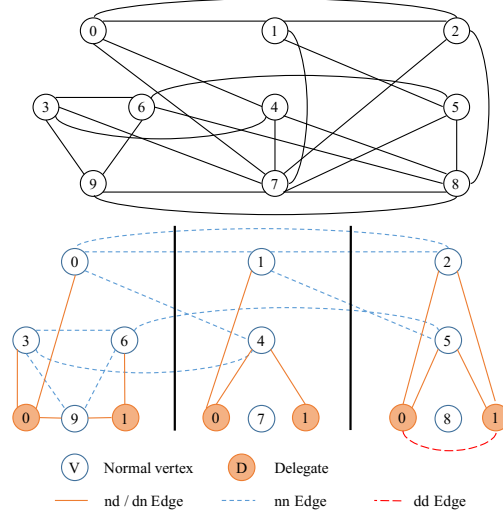 0 1 2
3 6 4 5
9 7 8
0 1 2
3 6 4 5
0 9 1 0 7 1 0 8 1
V Normal vertex D Delegate
nd / dn Edge nn Edge dd Edge